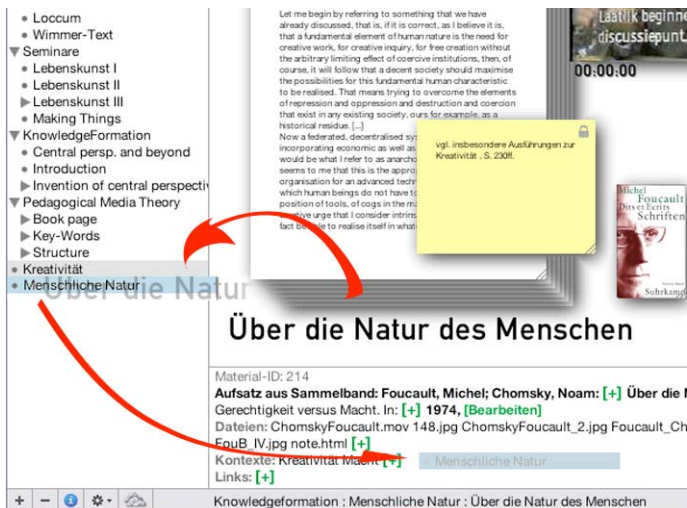 Loccum
Wimmer-Text
Seminare
Lebenskunst I
Lebenskunst II
Lebenskunst III
Making Things
KnowledgeFormation
Central persp. and beyond
Introduction
Invention of central perspectiv
Pedagogical Media Theory
Book page
Key-Words
Structure
Kreativität
Menschliche Natur
Über die Natur
Let me begin by referring to something that we have
already discussed, that is, if it is correct, as I believe it is,
that a fundamental element of human nature is the need for
creative work, for creative inquiry, for free creation without
the arbitrary limiting effect of coercive institutions, then, of
course, it will follow that a decent society should maximise
the possibilities for this fundamental human characteristic
to be realised. That means trying to overcome the elements
of repression and oppression and destruction and coercion
that exist in any existing society, ours for example, as a
historical residue. [...]
Now a federated, decentralised sys
incorporating economic as well as
would be what I refer to as anarcho
seems to me that this is the appro
organisation for an advanced techn
which human beings do not have to
position of tools, of cogs in the m
creative urge that I consider intrins
fact be able to realise itself in what
vgl. insbesondere Ausführungen zur
Kreativität . S. 230ff.
Laatik beginne
discussiepunt.
00:00:00
Michel
Foucault
Dits et Ecrits
Schriften
Suhrkamp
Über die Natur des Menschen
Material-ID: 214
Aufsatz aus Sammelband: Foucault, Michel; Chomsky, Noam: [+] Über die N
Gerechtigkeit versus Macht. In: [+] 1974, [Bearbeiten]
Dateien: ChomskyFoucault.mov 148.jpg ChomskyFoucault_2.jpg Foucault_Ch
FouB_IV.jpg note.html [+]
Kontexte: Kreativität Macht [+] Menschliche Natur
Links: [+]
Knowledgeformation : Menschliche Natur : Über die Natur des Menschen